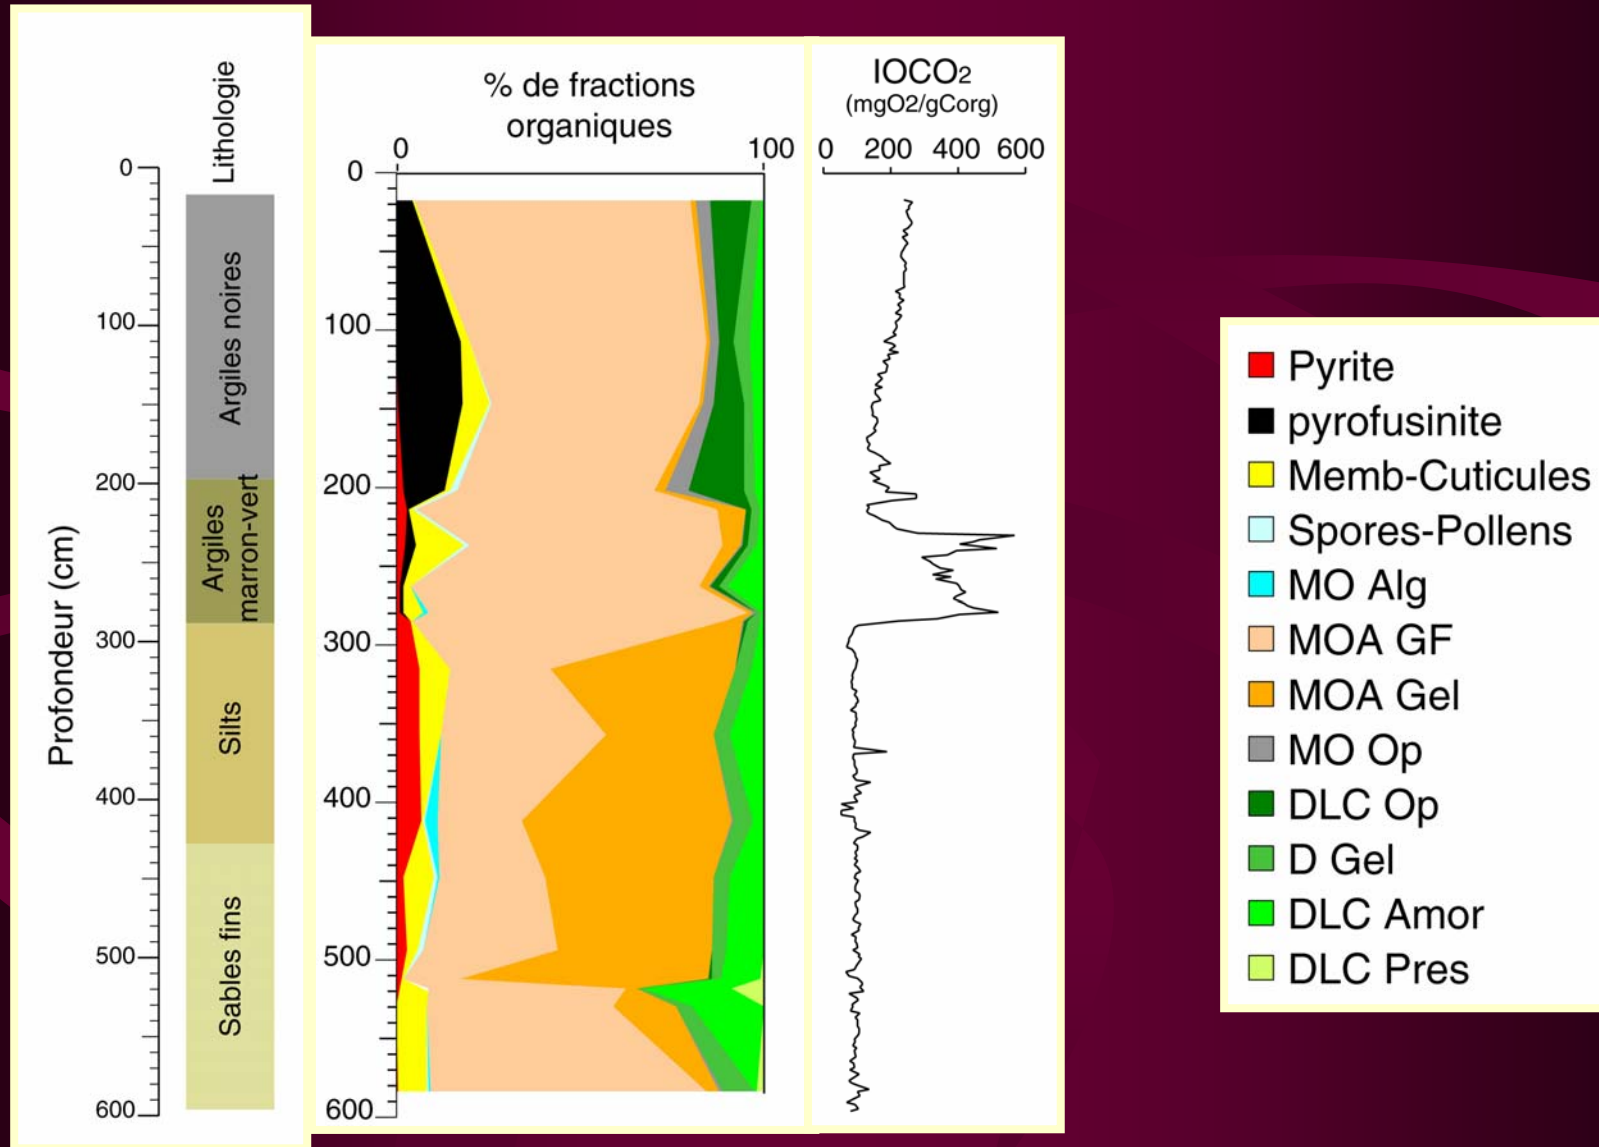 Lithologie
Profondeur (cm)
0
100
200
300
400
500
600
Argiles noires
Argiles
marron-vert
Silts
Sables fins
% de fractions
organiques
0 100
0
100
200
300
400
500
600
IOCO2
(mgO2/gCorg)
0 200 400 600
Pyrite
pyrofusinite
Memb-Cuticules
Spores-Pollens
MO Alg
MOA GF
MOA Gel
MO Op
DLC Op
D Gel
DLC Amor
DLC Pres